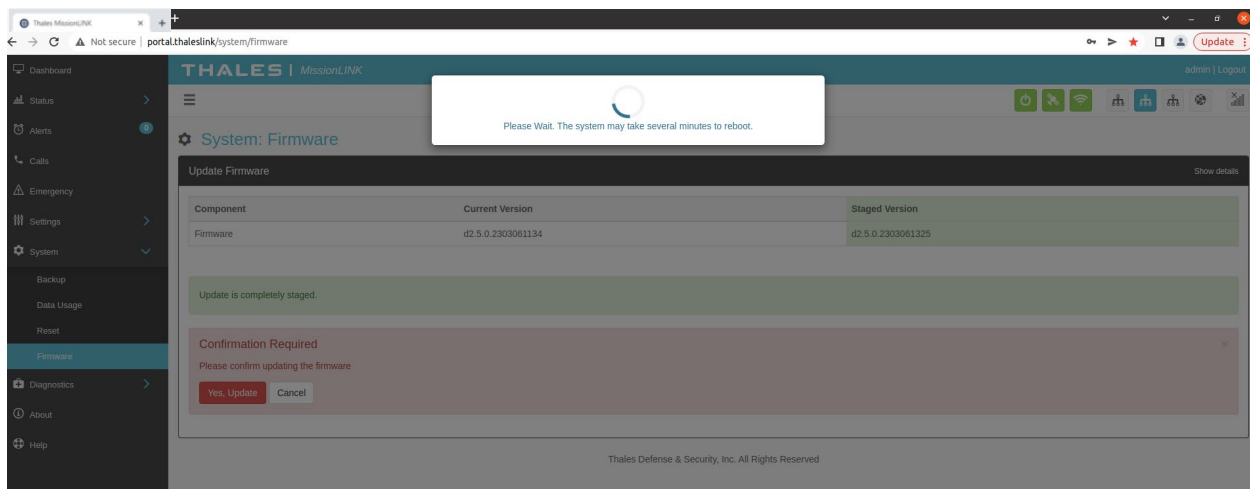 Thales MissionLINK
Not secure | portal.thaleslink/system/firmware
Update
Dashboard
THALES | MissionLINK
admin | Logout
Status
Please Wait. The system may take several minutes to reboot.
Alerts
0
System: Firmware
Calls
Update Firmware
Show details
Emergency
Component Current Version Staged Version
Settings
Firmware d2.5.0.2303061134 d2.5.0.2303061325
System
Backup
Update is completely staged.
Data Usage
Reset
Confirmation Required
Firmware
Please confirm updating the firmware
Diagnostics
Yes, Update
Cancel
About
Help
Thales Defense & Security, Inc. All Rights Reserved